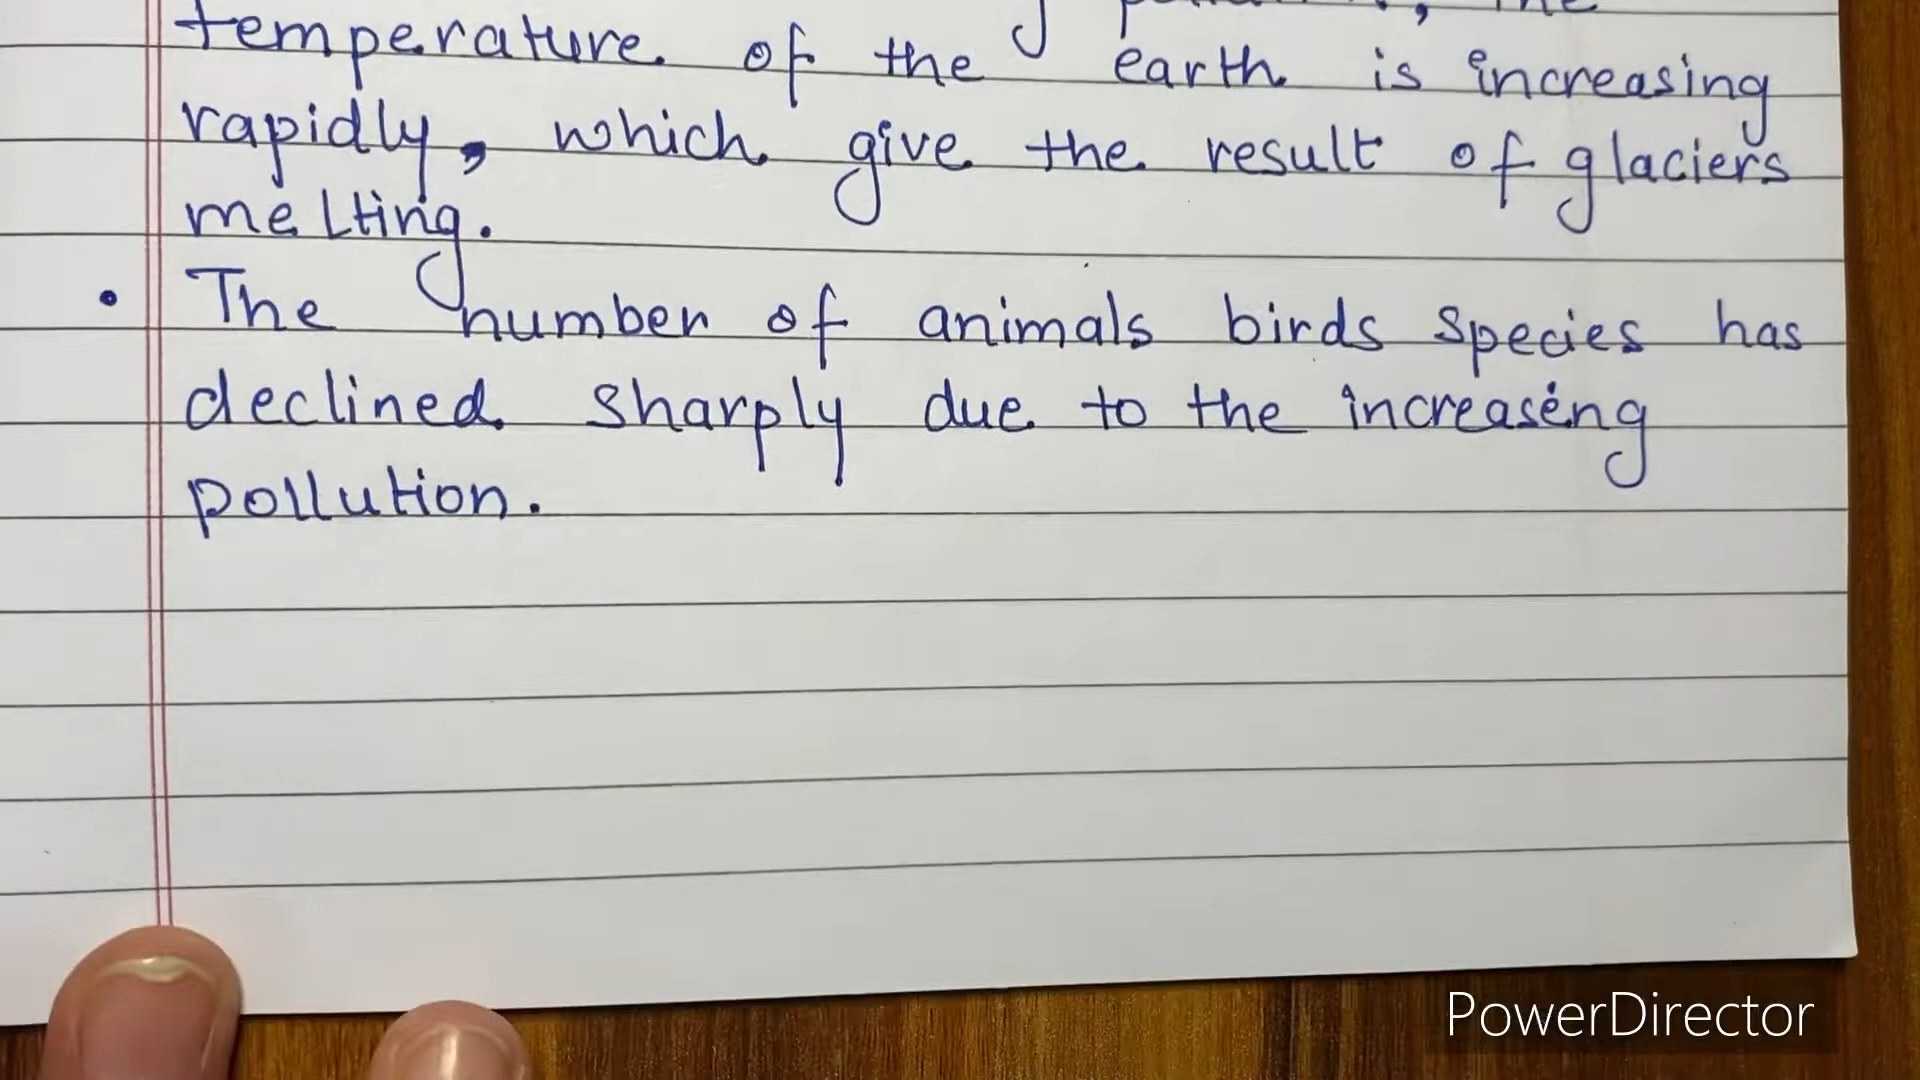 temperature of the earth is increasing
rapidly, which give the result of glaciers
melting.
• The number of animals birds species has
declined sharply due to the increaseng
pollution.
PowerDirector